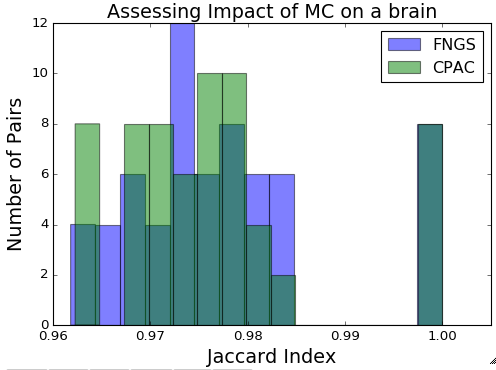 Assessing Impact of MC on a brain
FNGS
CPAC
Number of Pairs
12
10
8
6
4
2
0
0.96 0.97 0.98 0.99 1.00
Jaccard Index